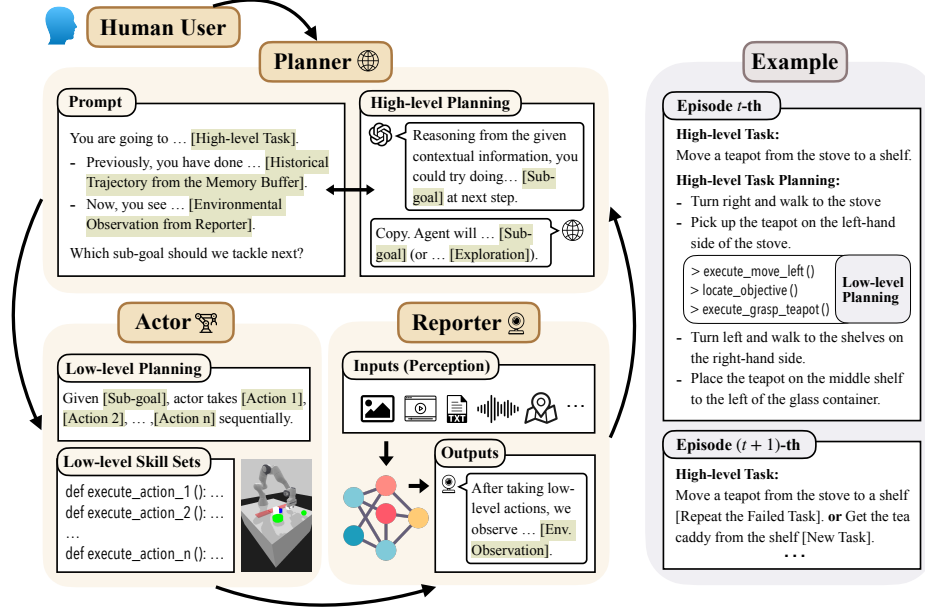 Human User
Planner
Prompt
You are going to … [High-level Task].
- Previously, you have done … [Historical
Trajectory from the Memory Buffer].
- Now, you see … [Environmental
Observation from Reporter].
Which sub-goal should we tackle next?
High-level Planning
Reasoning from the given
contextual information, you
could try doing… [Sub-
goal] at next step.
Copy. Agent will … [Sub-
goal] (or … [Exploration]).
Actor
Low-level Planning
Given [Sub-goal], actor takes [Action 1],
[Action 2], … ,[Action n] sequentially.
Low-level Skill Sets
def execute_action_1 (): …
def execute_action_2 (): …
…
def execute_action_n (): …
Reporter
Inputs (Perception)
TXT
…
Outputs
After taking low-
level actions, we
observe … [Env.
Observation].
Example
Episode t-th
High-level Task:
Move a teapot from the stove to a shelf.
High-level Task Planning:
- Turn right and walk to the stove
- Pick up the teapot on the left-hand
side of the stove.
> execute_move_left ()
> locate_objective ()
> execute_grasp_teapot ()
Low-level
Planning
- Turn left and walk to the shelves on
the right-hand side.
- Place the teapot on the middle shelf
to the left of the glass container.
Episode (t + 1)-th
High-level Task:
Move a teapot from the stove to a shelf
[Repeat the Failed Task]. or Get the tea
caddy from the shelf [New Task].
…